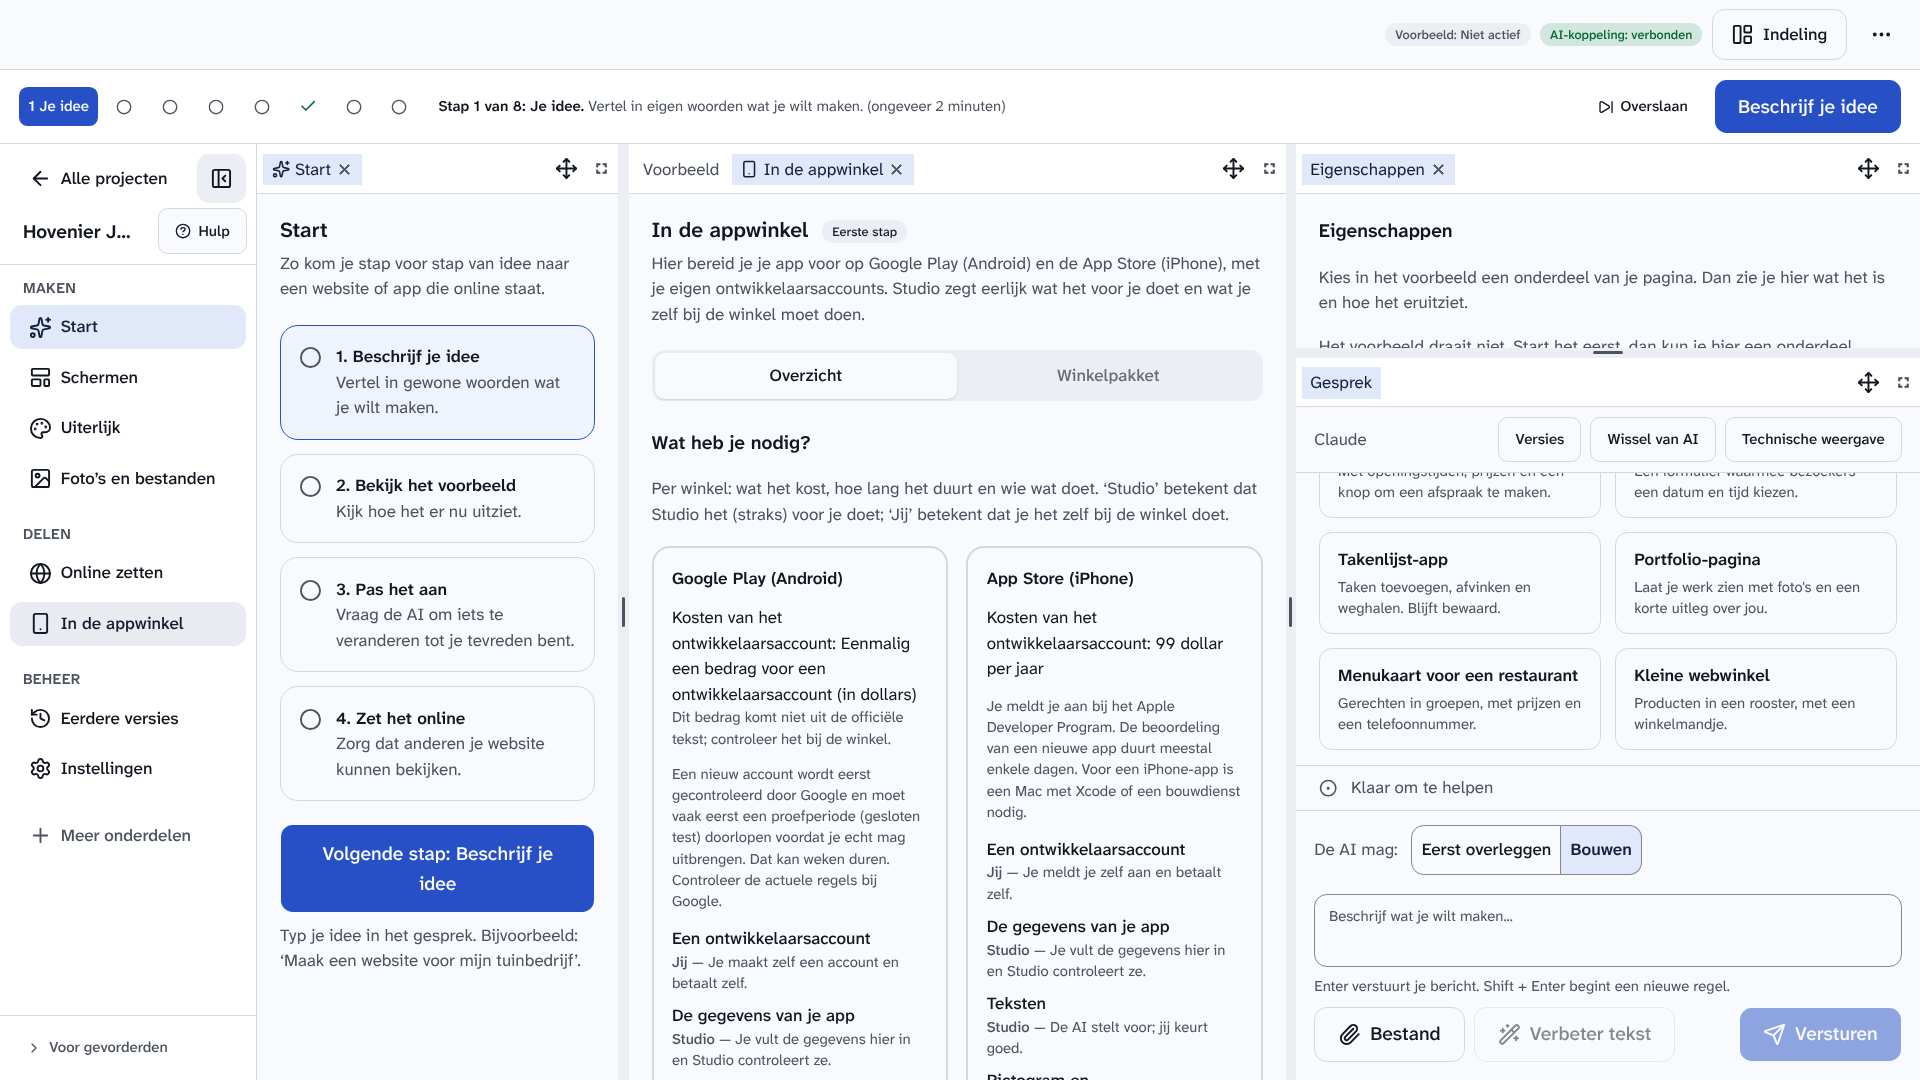 Voorbeeld: Niet actief
AI-koppeling: verbonden
Indeling
1 Je idee
Stap 1 van 8: Je idee. Vertel in eigen woorden wat je wilt maken. (ongeveer 2 minuten)
Overslaan
Beschrijf je idee
Alle projecten
Hovenier J...
Hulp
MAKEN
Start
Schermen
Uiterlijk
Foto's en bestanden
DELEN
Online zetten
In de appwinkel
BEHEER
Eerdere versies
Instellingen
Meer onderdelen
Voor gevorderden
Start
Start
Zo kom je stap voor stap van idee naar
een website of app die online staat.
1. Beschrijf je idee
Vertel in gewone woorden wat
je wilt maken.
2. Bekijk het voorbeeld
Kijk hoe het er nu uitziet.
3. Pas het aan
Vraag de AI om iets te
veranderen tot je tevreden bent.
4. Zet het online
Zorg dat anderen je website
kunnen bekijken.
Volgende stap: Beschrijf je
idee
Typ je idee in het gesprek. Bijvoorbeeld:
‘Maak een website voor mijn tuinbedrijf’.
Voorbeeld
In de appwinkel
In de appwinkel
Eerste stap
Hier bereid je je app voor op Google Play (Android) en de App Store (iPhone), met
je eigen ontwikkelaarsaccounts. Studio zegt eerlijk wat het voor je doet en wat je
zelf bij de winkel moet doen.
Overzicht
Winkelpakket
Wat heb je nodig?
Per winkel: wat het kost, hoe lang het duurt en wie wat doet. ‘Studio’ betekent dat
Studio het (straks) voor je doet; ‘Jij’ betekent dat je het zelf bij de winkel doet.
Google Play (Android)
Kosten van het
ontwikkelaarsaccount: Eenmalig
een bedrag voor een
ontwikkelaarsaccount (in dollars)
Dit bedrag komt niet uit de officiële
tekst; controleer het bij de winkel.
Een nieuw account wordt eerst
gecontroleerd door Google en moet
vaak eerst een proefperiode (gesloten
test) doorlopen voordat je echt mag
uitbrengen. Dat kan weken duren.
Controleer de actuele regels bij
Google.
Een ontwikkelaarsaccount
Jij — Je maakt zelf een account en
betaalt zelf.
De gegevens van je app
Studio — Je vult de gegevens hier in
en Studio controleert ze.
App Store (iPhone)
Kosten van het
ontwikkelaarsaccount: 99 dollar
per jaar
Je meldt je aan bij het Apple
Developer Program. De beoordeling
van een nieuwe app duurt meestal
enkele dagen. Voor een iPhone-app is
een Mac met Xcode of een bouwdienst
nodig.
Een ontwikkelaarsaccount
Jij — Je meldt je zelf aan en betaalt
zelf.
De gegevens van je app
Studio — Je vult de gegevens hier in
en Studio controleert ze.
Teksten
Studio — De AI stelt voor; jij keurt
goed.
Pictogram en
Eigenschappen
Eigenschappen
Kies in het voorbeeld een onderdeel van je pagina. Dan zie je hier wat het is
en hoe het eruitziet.
Het voorbeeld draait niet. Start het eerst, dan kun je hier een onderdeel
Gesprek
Claude
Versies
Wissel van AI
Technische weergave
Met openingstijden, prijzen en een
knop om een afspraak te maken.
Een formulier waarmee bezoekers
een datum en tijd kiezen.
Takenlijst-app
Taken toevoegen, afvinken en
weghalen. Blijft bewaard.
Portfolio-pagina
Laat je werk zien met foto's en een
korte uitleg over jou.
Menukaart voor een restaurant
Gerechten in groepen, met prijzen en
een telefoonnummer.
Kleine webwinkel
Producten in een rooster, met een
winkelmandje.
Klaar om te helpen
De AI mag:
Eerst overleggen
Bouwen
Beschrijf wat je wilt maken...
Enter verstuurt je bericht. Shift + Enter begint een nieuwe regel.
Bestand
Verbeter tekst
Versturen